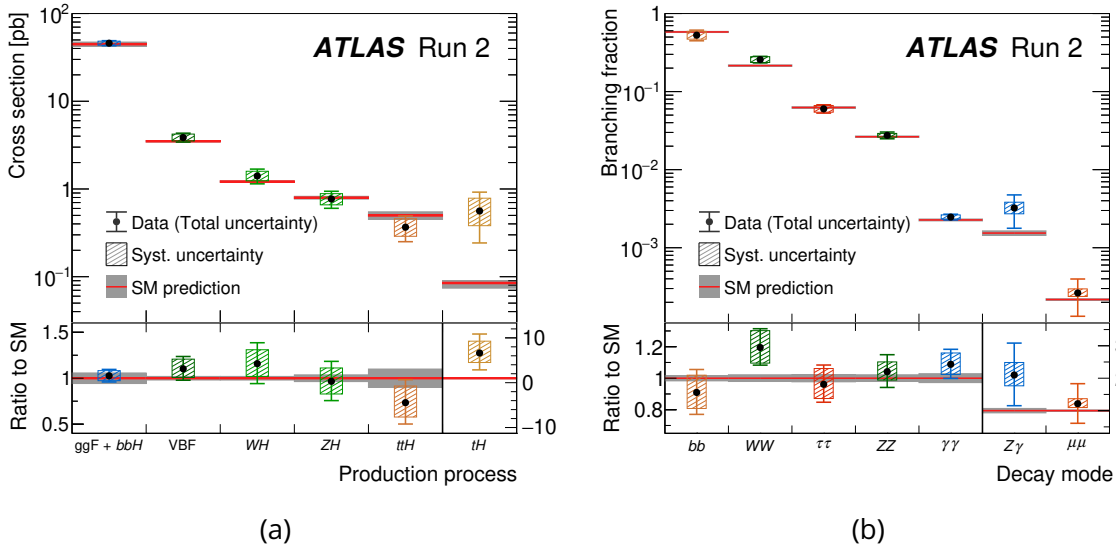 ATLAS Run 2
Cross section [pb]
10²
10
1
10⁻¹
Data (Total uncertainty)
Syst. uncertainty
SM prediction
Ratio to SM
1.5
1
0.5
10
0
−10
ggF + bbH VBF WH ZH ttH tH
Production process
(a)
ATLAS Run 2
Branching fraction
1
10⁻¹
10⁻²
10⁻³
Data (Total uncertainty)
Syst. uncertainty
SM prediction
Ratio to SM
1.2
1
0.8
bb WW ττ ZZ γγ Zγ μμ
Decay mode
(b)